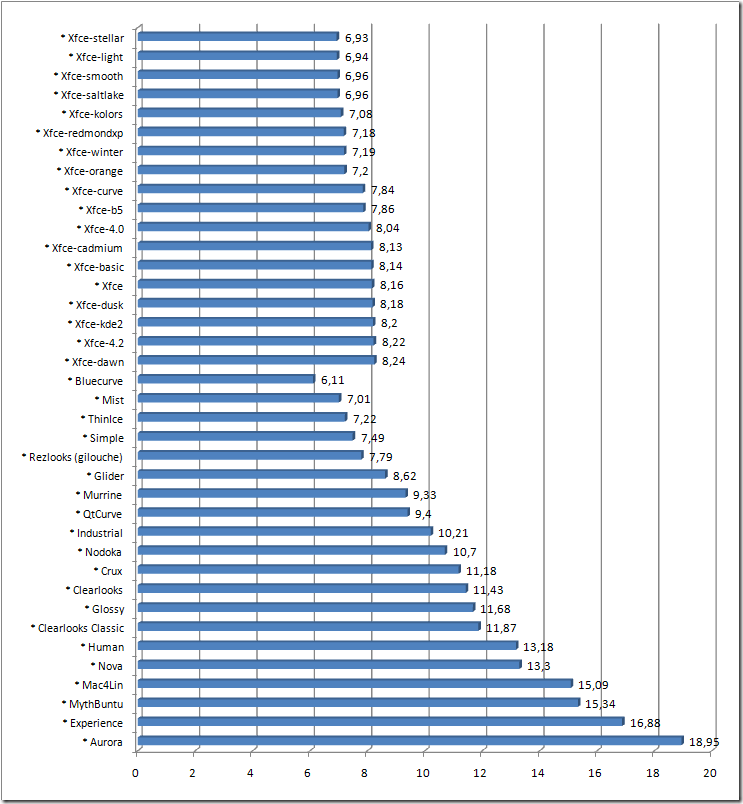 * Xfce-stellar 6,93
* Xfce-light 6,94
* Xfce-smooth 6,96
* Xfce-saltlake 6,96
* Xfce-kolors 7,08
* Xfce-redmondxp 7,18
* Xfce-winter 7,19
* Xfce-orange 7,2
* Xfce-curve 7,84
* Xfce-b5 7,86
* Xfce-4.0 8,04
* Xfce-cadmium 8,13
* Xfce-basic 8,14
* Xfce 8,16
* Xfce-dusk 8,18
* Xfce-kde2 8,2
* Xfce-4.2 8,22
* Xfce-dawn 8,24
* Bluecurve 6,11
* Mist 7,01
* ThinIce 7,22
* Simple 7,49
* Rezlooks (gilouche) 7,79
* Glider 8,62
* Murrine 9,33
* QtCurve 9,4
* Industrial 10,21
* Nodoka 10,7
* Crux 11,18
* Clearlooks 11,43
* Glossy 11,68
* Clearlooks Classic 11,87
* Human 13,18
* Nova 13,3
* Mac4Lin 15,09
* MythBuntu 15,34
* Experience 16,88
* Aurora 18,95
0 2 4 6 8 10 12 14 16 18 20